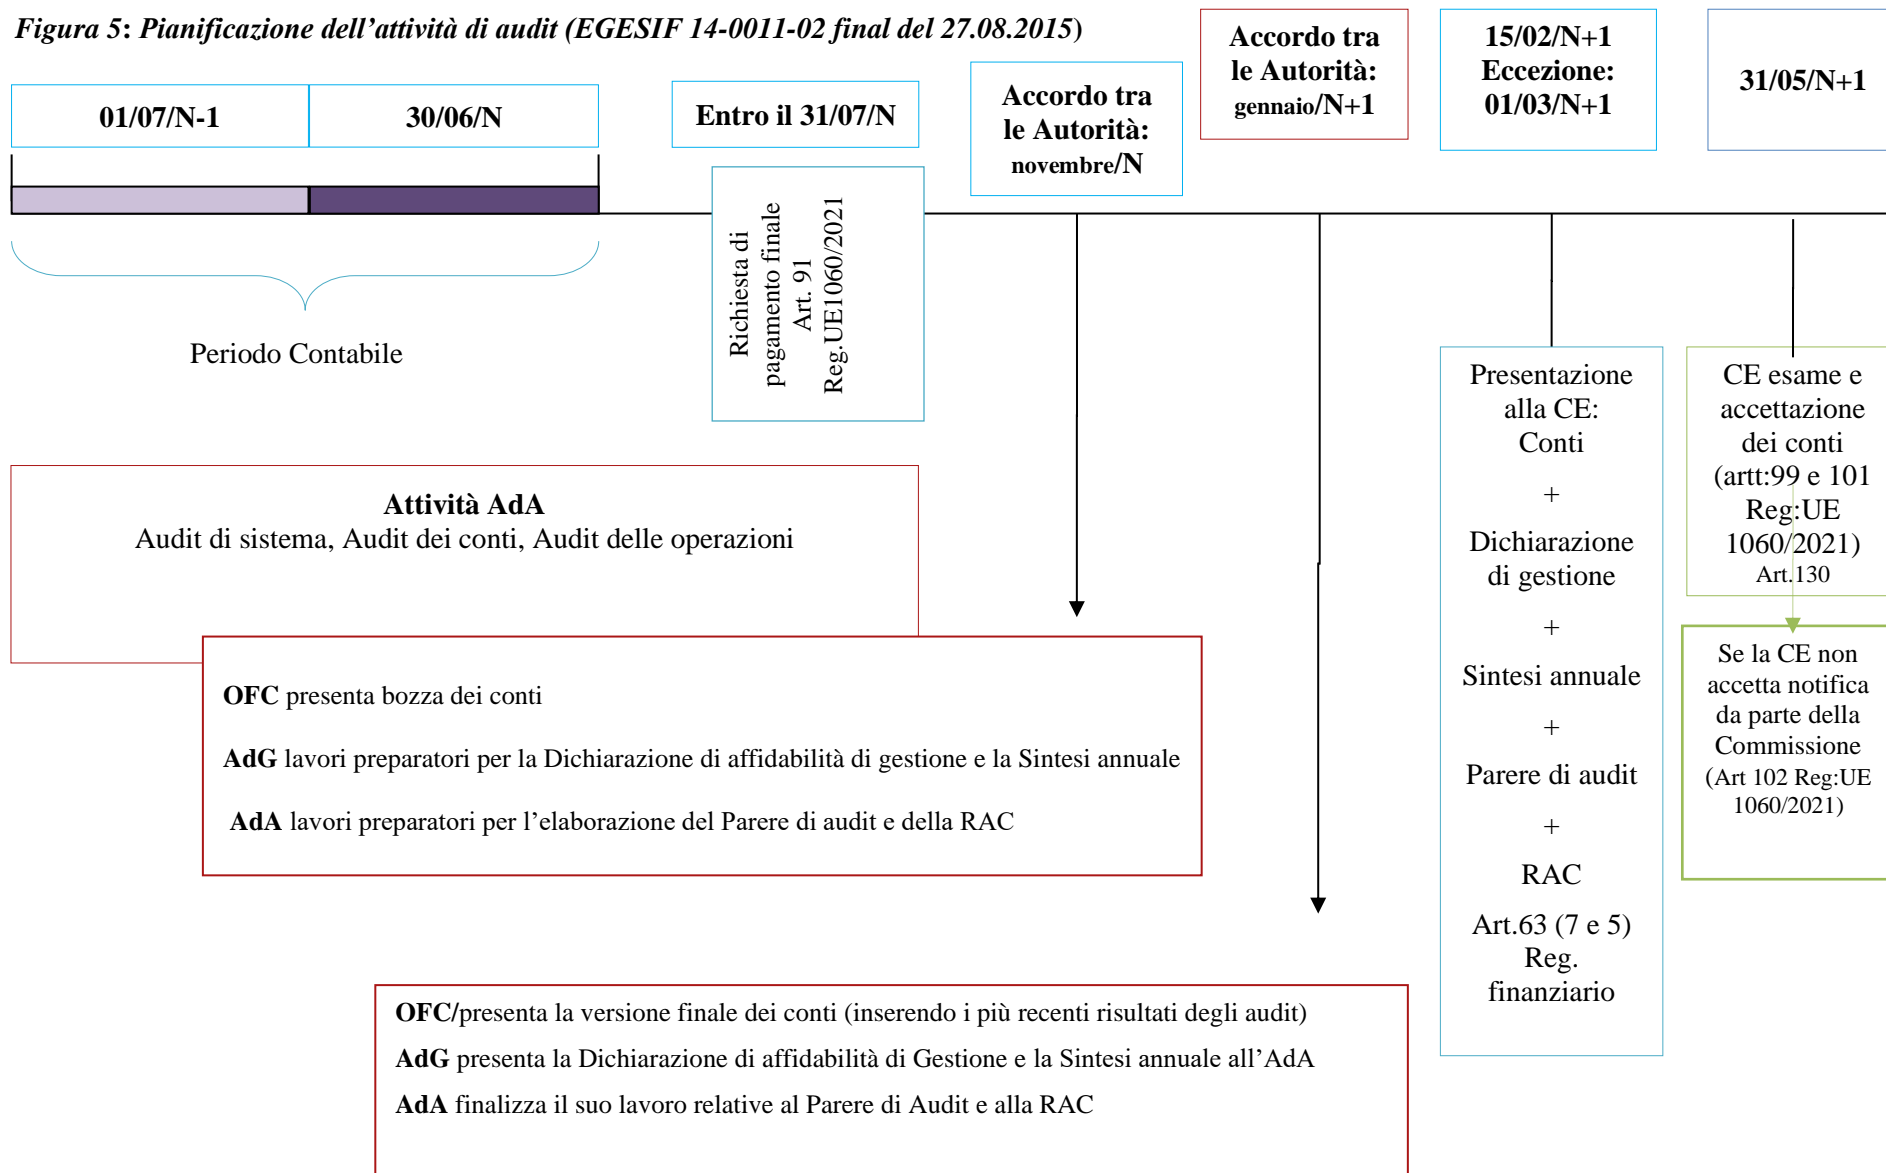 Figura 5: Pianificazione dell'attività di audit (EGESIF 14-0011-02 final del 27.08.2015)
01/07/N-1
30/06/N
Entro il 31/07/N
Accordo tra
le Autorità:
novembre/N
Accordo tra
le Autorità:
gennaio/N+1
15/02/N+1
Eccezione:
01/03/N+1
31/05/N+1
Richiesta di
pagamento finale
Art. 91
Reg.UE1060/2021
Periodo Contabile
Attività AdA
Audit di sistema, Audit dei conti, Audit delle operazioni
OFC presenta bozza dei conti
AdG lavori preparatori per la Dichiarazione di affidabilità di gestione e la Sintesi annuale
AdA lavori preparatori per l'elaborazione del Parere di audit e della RAC
OFC/presenta la versione finale dei conti (inserendo i più recenti risultati degli audit)
AdG presenta la Dichiarazione di affidabilità di Gestione e la Sintesi annuale all'AdA
AdA finalizza il suo lavoro relative al Parere di Audit e alla RAC
Presentazione
alla CE:
Conti
+
Dichiarazione
di gestione
+
Sintesi annuale
+
Parere di audit
+
RAC
Art.63 (7 e 5)
Reg.
finanziario
CE esame e
accettazione
dei conti
(artt:99 e 101
Reg:UE
1060/2021)
Art.130
Se la CE non
accetta notifica
da parte della
Commissione
(Art 102 Reg:UE
1060/2021)